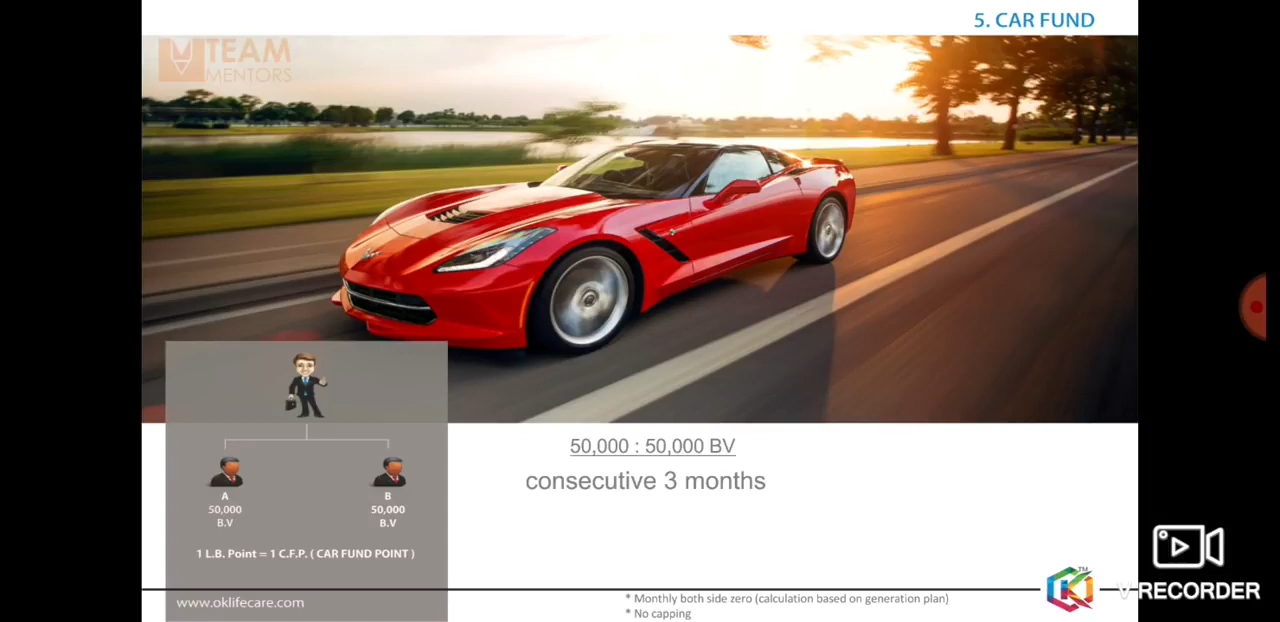 5. CAR FUND
TEAM
MENTORS
50,000 : 50,000 BV
consecutive 3 months
A
50,000
B.V
B
50,000
B.V
1 L.B. Point = 1 C.F.P. ( CAR FUND POINT )
www.oklifecare.com
* Monthly both side zero (calculation based on generation plan)
* No capping
TM
V-RECORDER